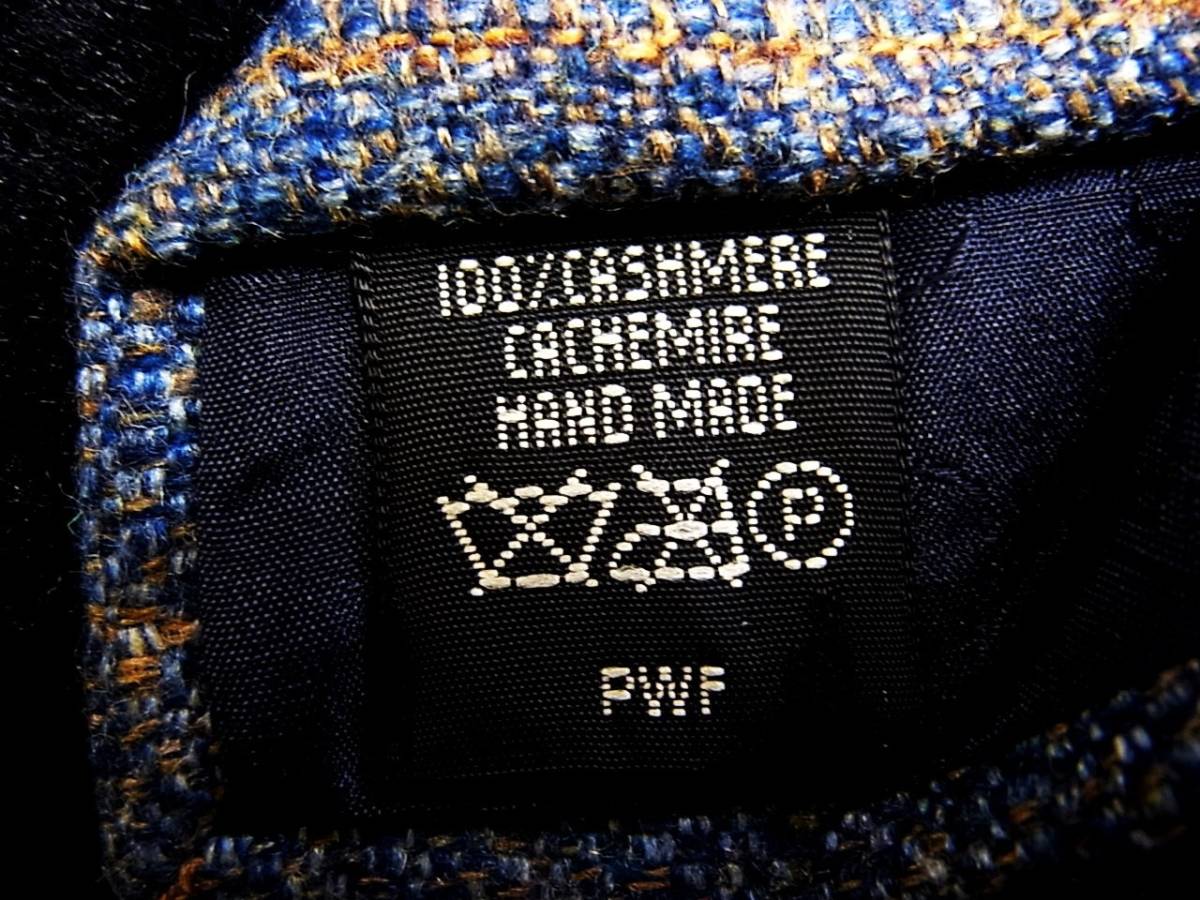 100%CASHMERE
CACHEMIRE
HAND MADE
P
PWF